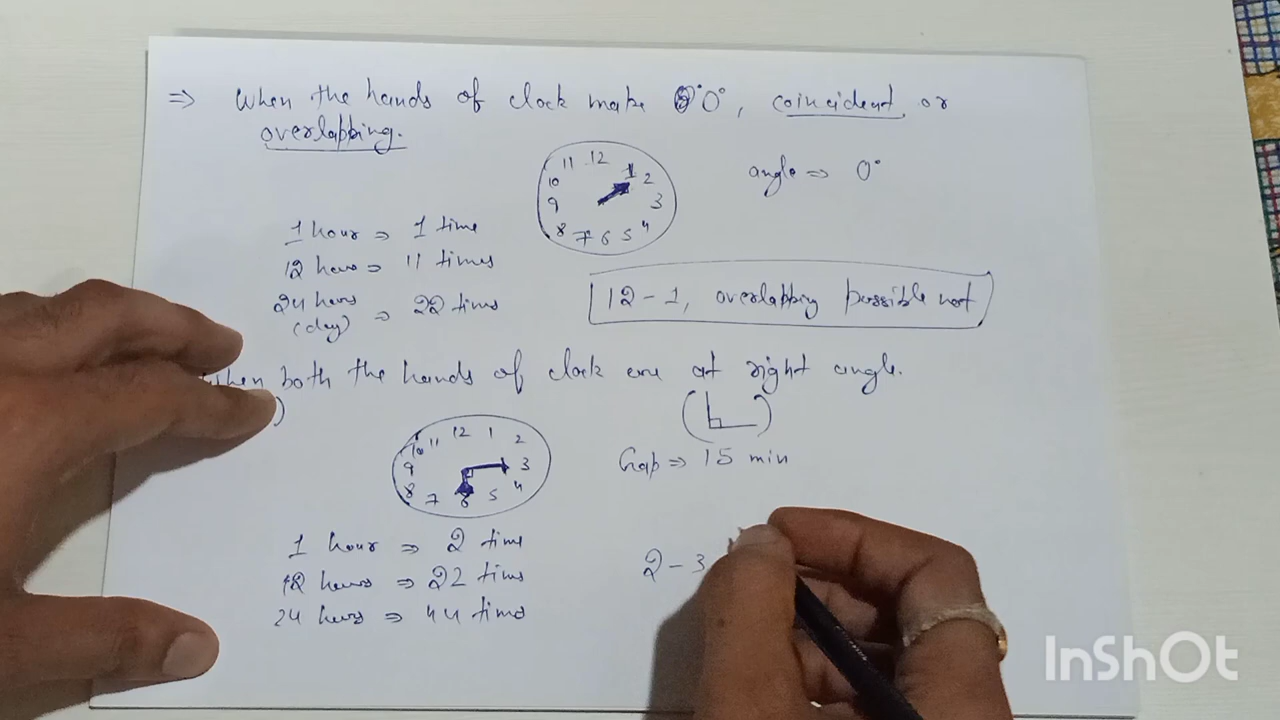 ⇒ When the hands of clock make 0°, coincident or
overlapping.
angle ⇒ 0°
11 12 1
10 2
9 3
8 7 6 5 4
1 hour ⇒ 1 time
12 hours ⇒ 11 times
24 hours ⇒ 22 times
(day)
12-1, overlapping possible not
when both the hands of clock are at right angle.
Gap ⇒ 15 min
10 11 12 1 2
9 3
8 7 6 5 4
1 hour ⇒ 2 time
12 hours ⇒ 22 times
24 hours ⇒ 44 times
2-3
InShOt